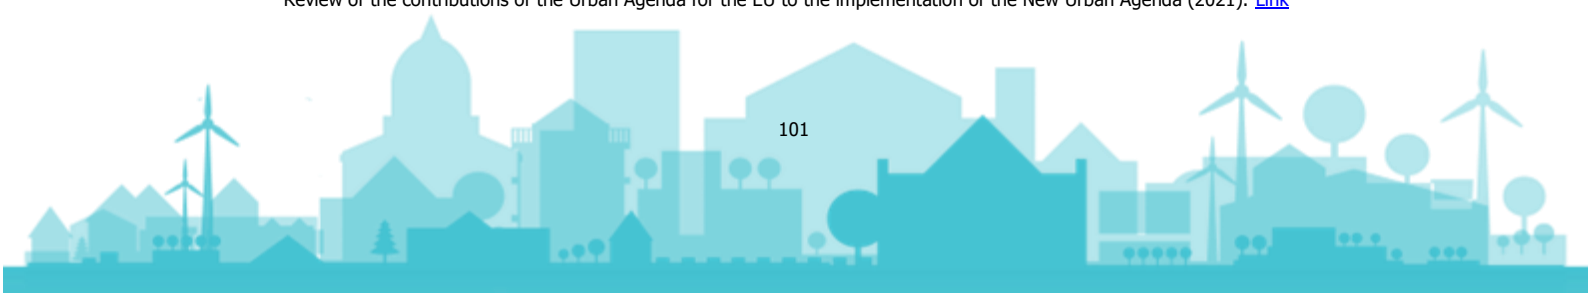 Review of the contributions of the Urban Agenda for the EU to the implementation of the New Urban Agenda (2021). Link
101